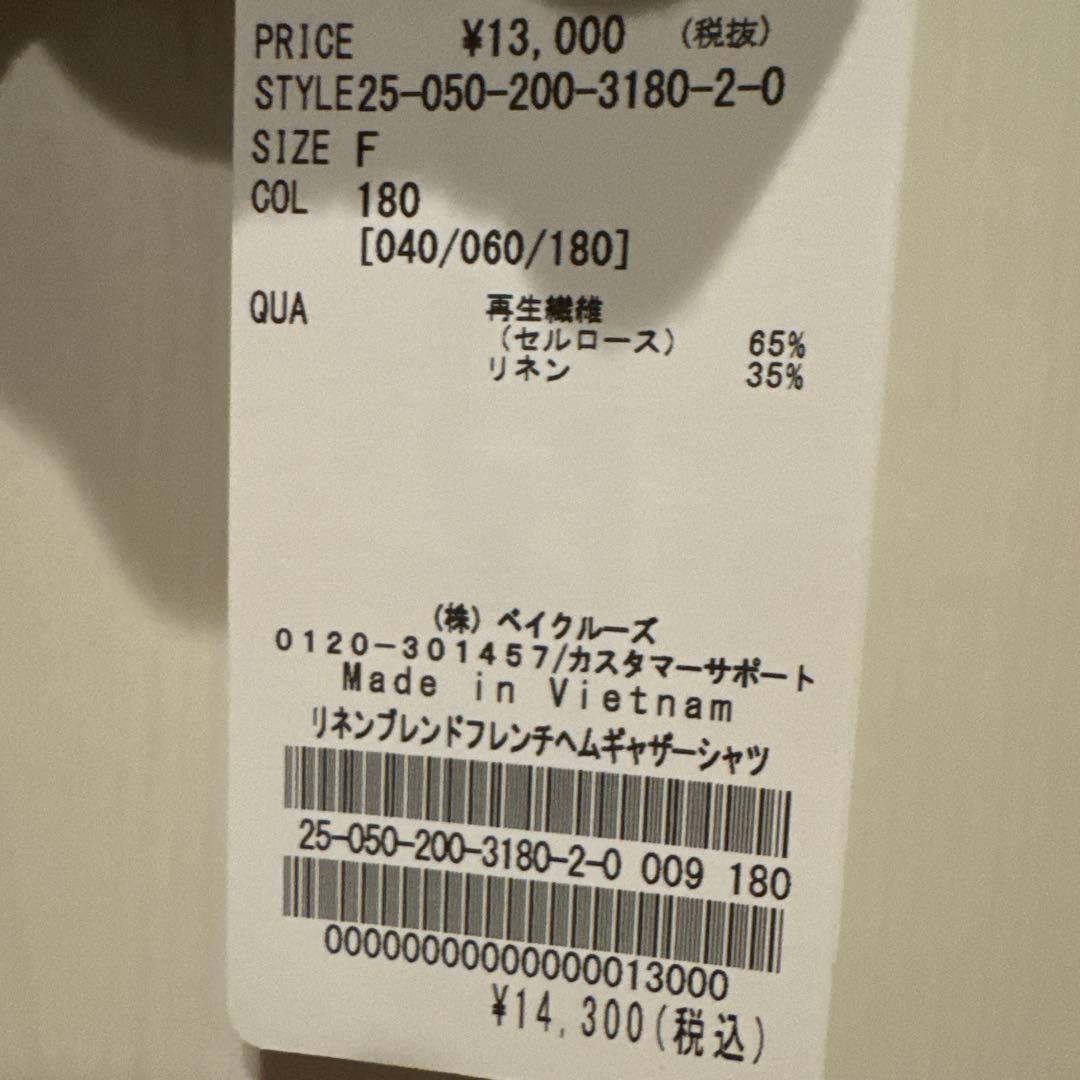 PRICE ¥13,000 (税抜)
STYLE 25-050-200-3180-2-0
SIZE F
COL 180
[040/060/180]
QUA 再生繊維
(セルロース) 65%
リネン 35%
(株) ベイクルーズ
0120-301457/カスタマーサポート
Made in Vietnam
リネンブレンドフレンチヘムギャザーシャツ
25-050-200-3180-2-0 009 180
0000000000000013000
¥14,300(税込)